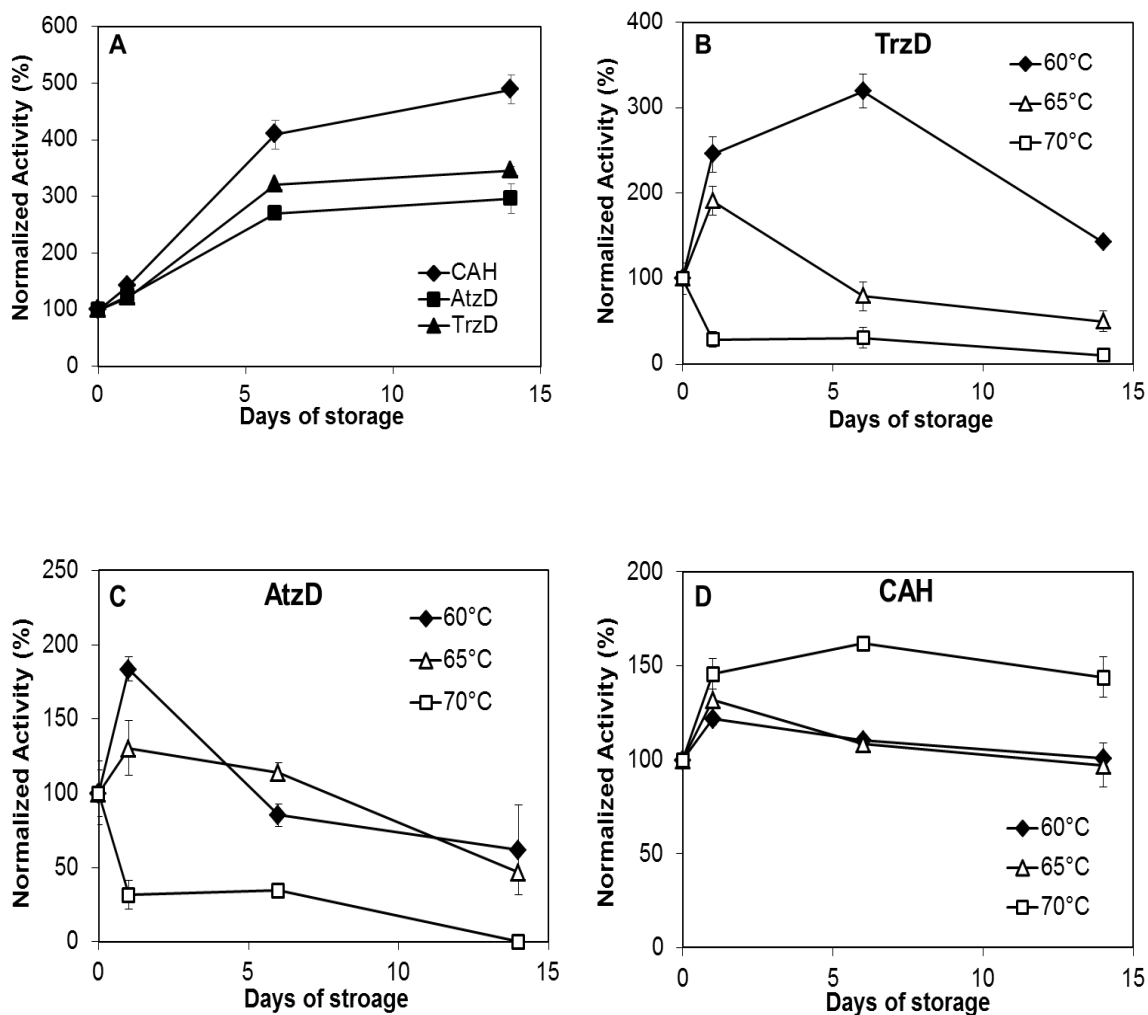 A
Normalized Activity (%)
600
500
400
300
200
100
0
CAH
AtzD
TrzD
0 5 10 15
Days of storage
B TrzD
Normalized Activity (%)
400
300
200
100
0
60°C
65°C
70°C
0 5 10 15
Days of storage
C AtzD
Normalized Activity (%)
250
200
150
100
50
0
60°C
65°C
70°C
0 5 10 15
Days of stroage
D CAH
Normalized Activity (%)
200
150
100
50
0
60°C
65°C
70°C
0 5 10 15
Days of storage